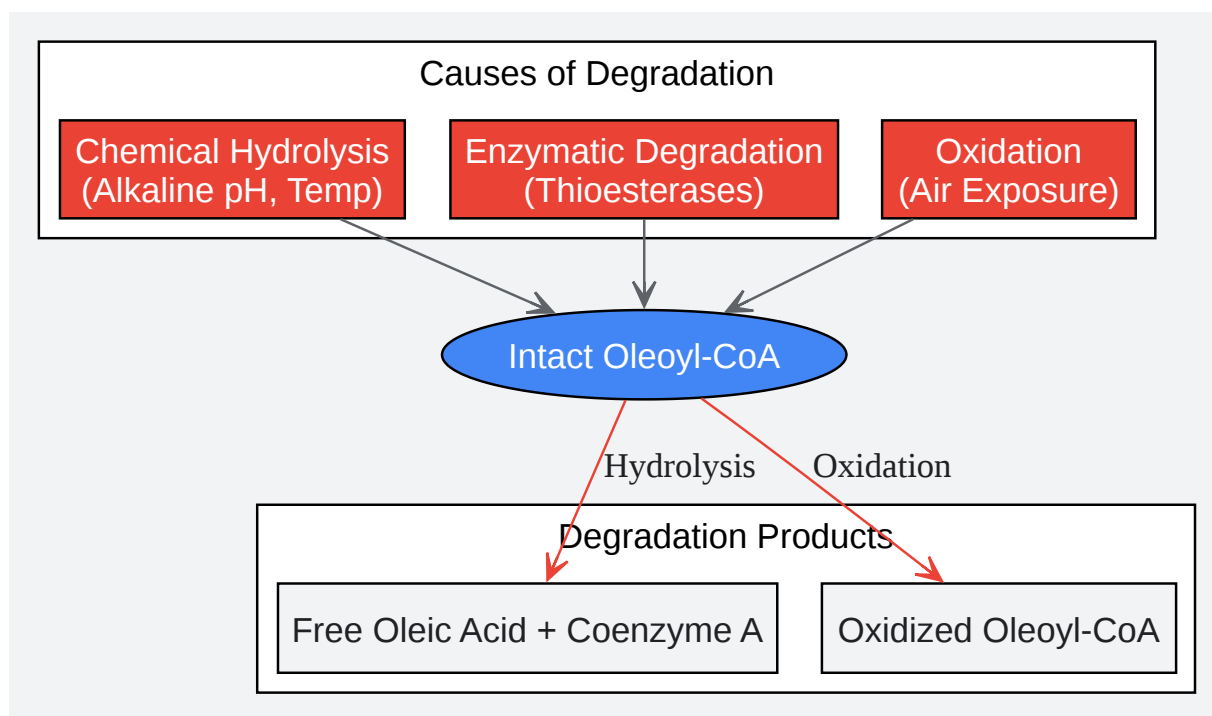 Causes of Degradation
Chemical Hydrolysis
(Alkaline pH, Temp)
Enzymatic Degradation
(Thioesterases)
Oxidation
(Air Exposure)
Intact Oleoyl-CoA
Hydrolysis
Oxidation
Degradation Products
Free Oleic Acid + Coenzyme A
Oxidized Oleoyl-CoA